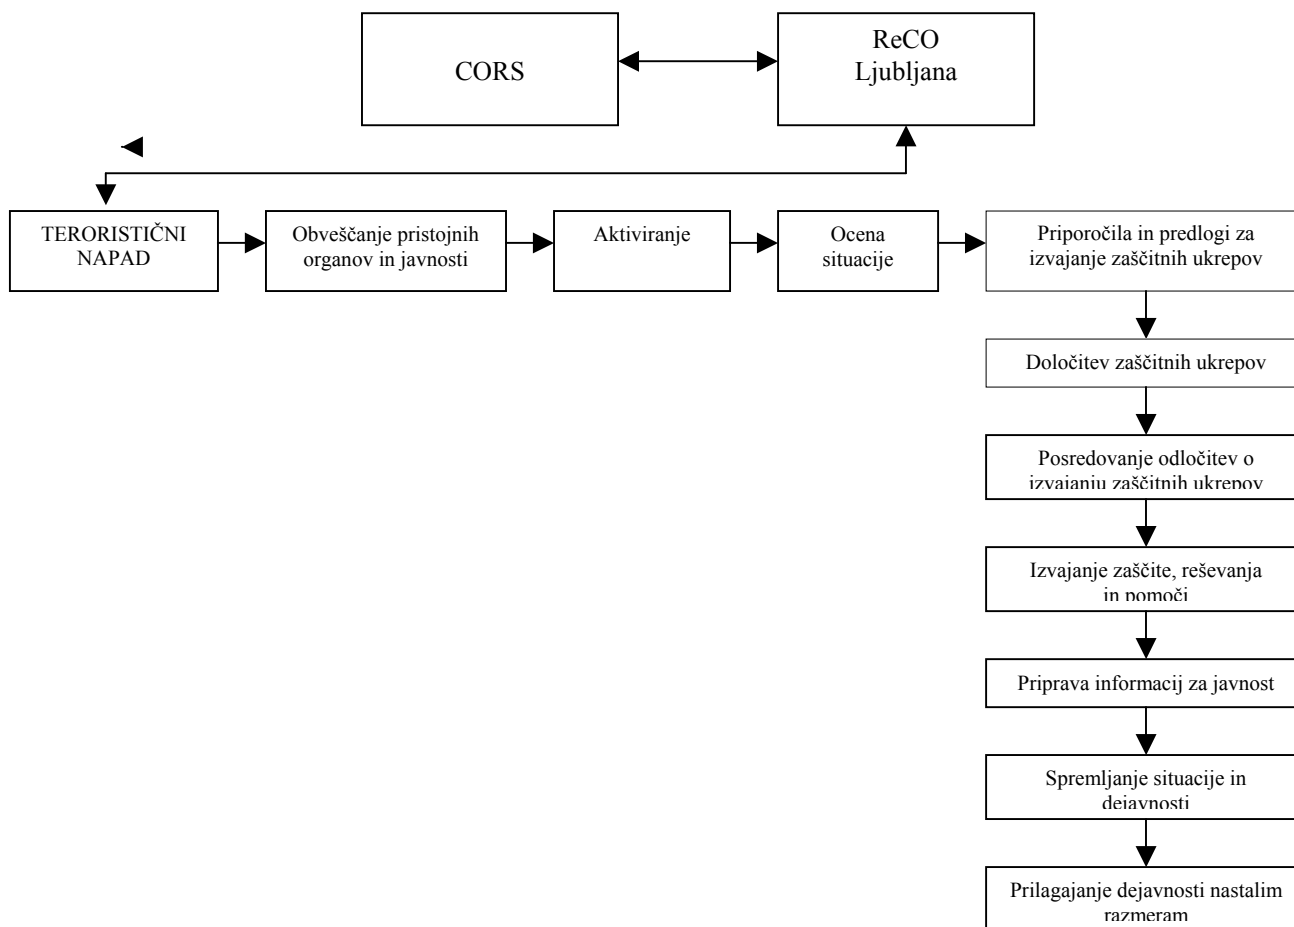 CORS
ReCO
Ljubljana
TERORISTIČNI
NAPAD
Obveščanje pristojnih
organov in javnosti
Aktiviranje
Ocena
situacije
Priporočila in predlogi za
izvajanje zaščitnih ukrepov
Določitev zaščitnih ukrepov
Posredovanje odločitev o
izvajanju zaščitnih ukrepov
Izvajanje zaščite, reševanja
in pomoči
Priprava informacij za javnost
Spremljanje situacije in
dejavnosti
Prilagajanje dejavnosti nastalim
razmeram